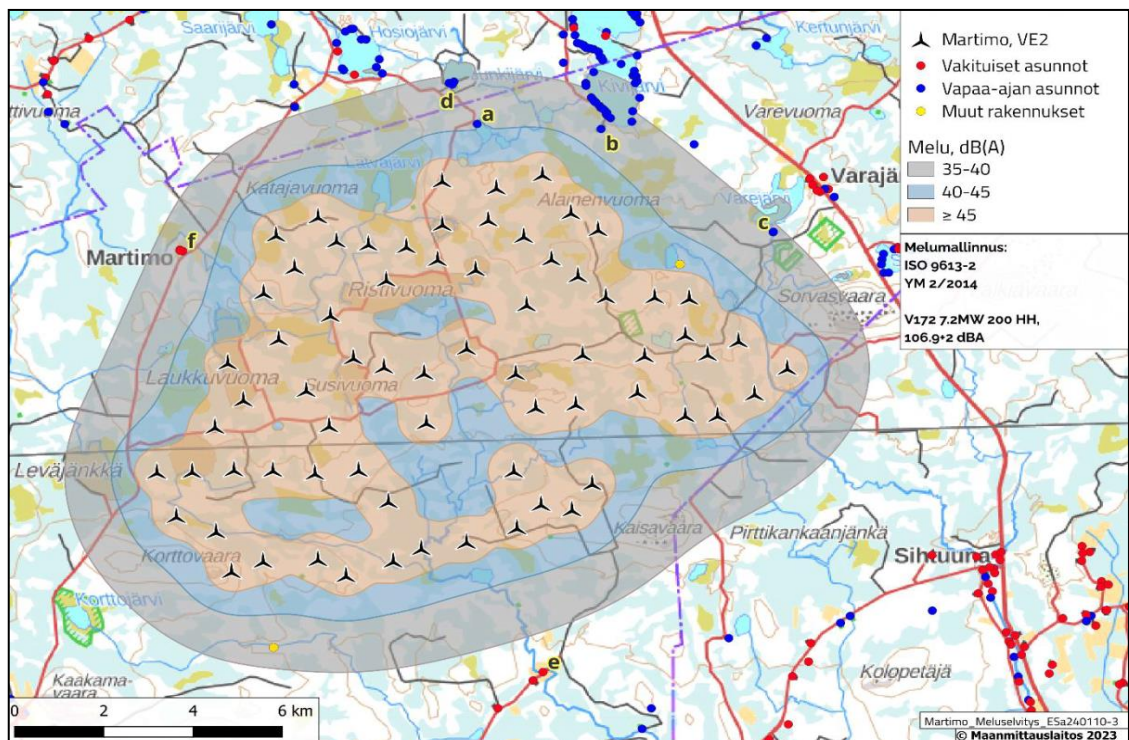 Saarijärvi
Hosiojärvi
Junkijärvi
Kivijärvi
Kertunjärvi
Martimo, VE2
Vakituiset asunnot
Vapaa-ajan asunnot
Muut rakennukset
Melu, dB(A)
35-40
40-45
≥ 45
Melumallinnus:
ISO 9613-2
YM 2/2014
V172 7.2MW 200 HH,
106.9+2 dBA
d
a
b
Varevuoma
Varajär
Varejärvi
c
Katajavuoma
Alainenvuoma
f
Martimo
Ristivuoma
Sorvasvaara
Laukkuvuoma
Susivuoma
Leväjänkkä
Korttovaara
Kaisavaara
Pirttikankaanjänkä
Sihtuuna
Korttojärvi
Kaakama-
vaara
e
Kolopetäjä
0 2 4 6 km
Martimo_Meluselvitys_ESa240110-3
© Maanmittauslaitos 2023